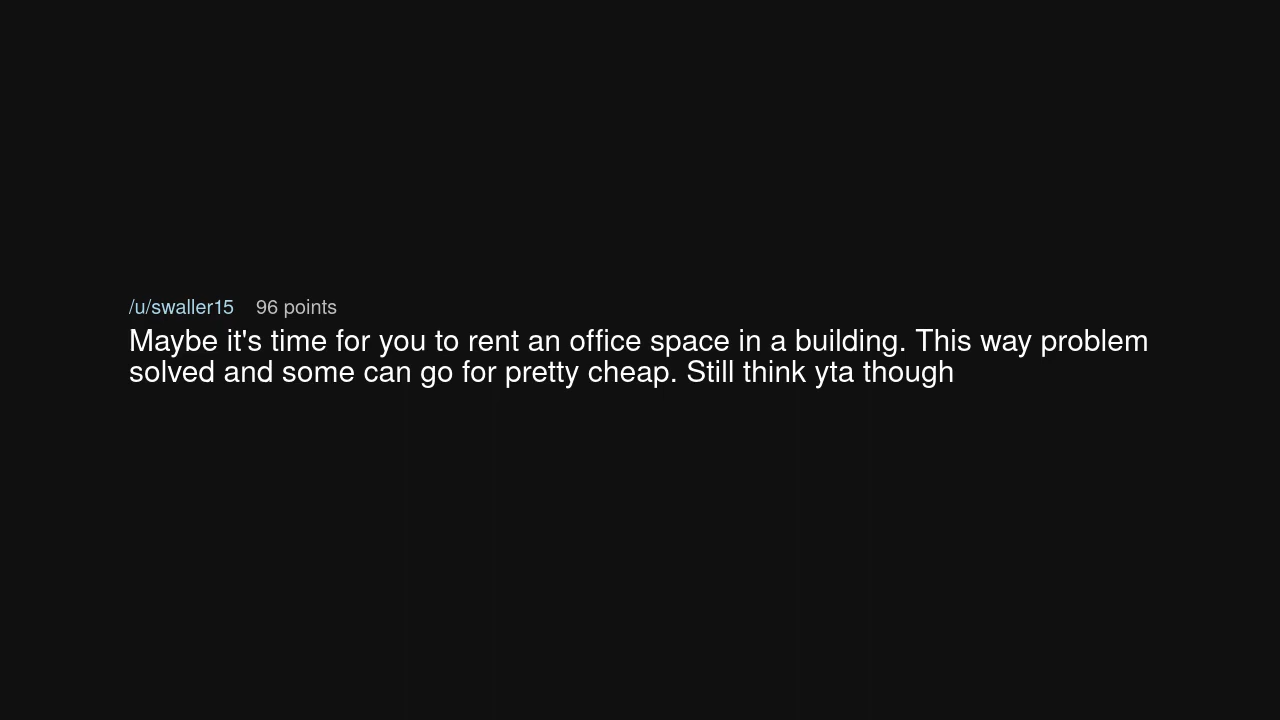 /u/swaller15 96 points
Maybe it's time for you to rent an office space in a building. This way problem
solved and some can go for pretty cheap. Still think yta though